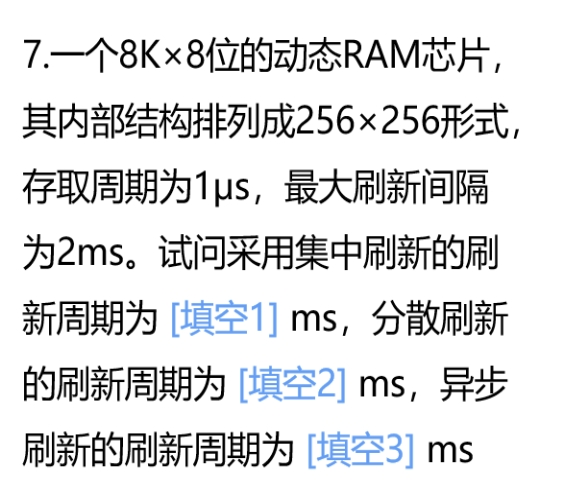 7.一个8K×8位的动态RAM芯片，
其内部结构排列成256×256形式，
存取周期为1μs，最大刷新间隔
为2ms。试问采用集中刷新的刷
新周期为 [填空1] ms，分散刷新
的刷新周期为 [填空2] ms，异步
刷新的刷新周期为 [填空3] ms